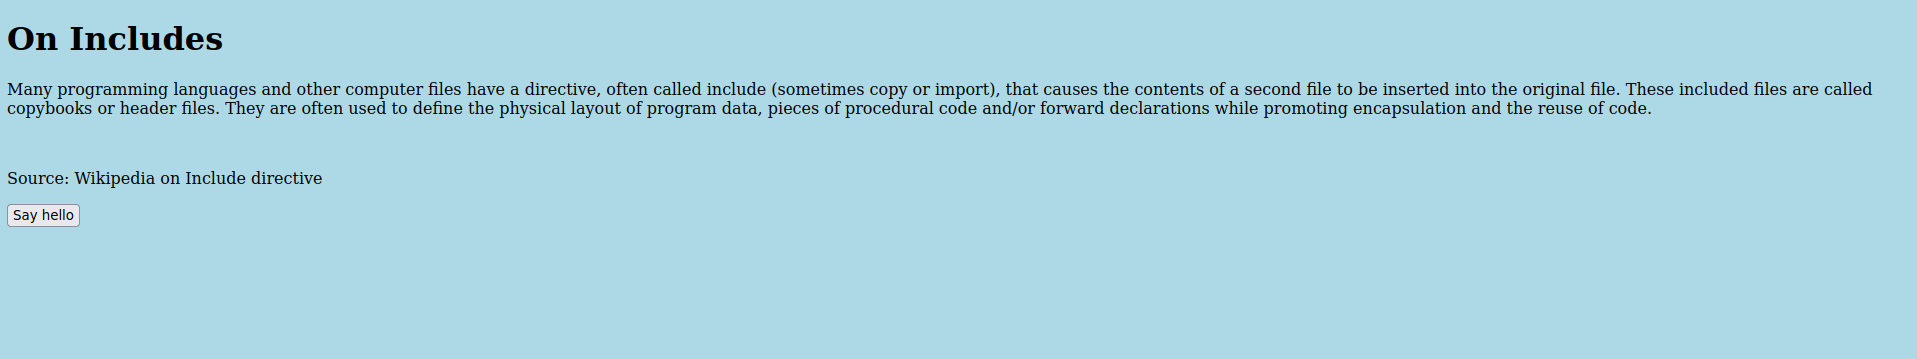 On Includes
Many programming languages and other computer files have a directive, often called include (sometimes copy or import), that causes the contents of a second file to be inserted into the original file. These included files are called
copybooks or header files. They are often used to define the physical layout of program data, pieces of procedural code and/or forward declarations while promoting encapsulation and the reuse of code.
Source: Wikipedia on Include directive
Say hello